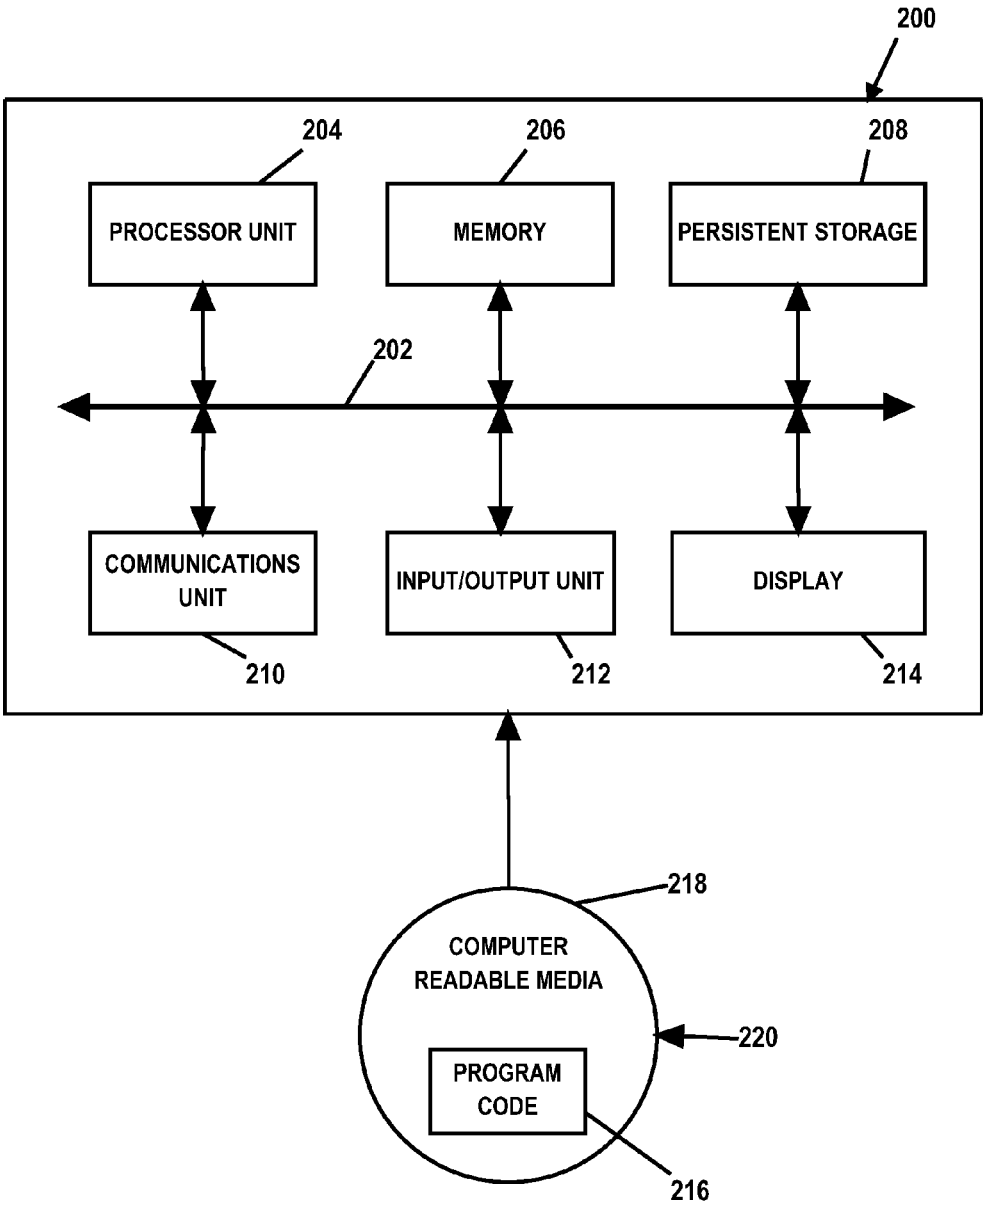 200
204
206
208
PROCESSOR UNIT
MEMORY
PERSISTENT STORAGE
202
COMMUNICATIONS
UNIT
INPUT/OUTPUT UNIT
DISPLAY
210
212
214
218
COMPUTER
READABLE MEDIA
220
PROGRAM
CODE
216